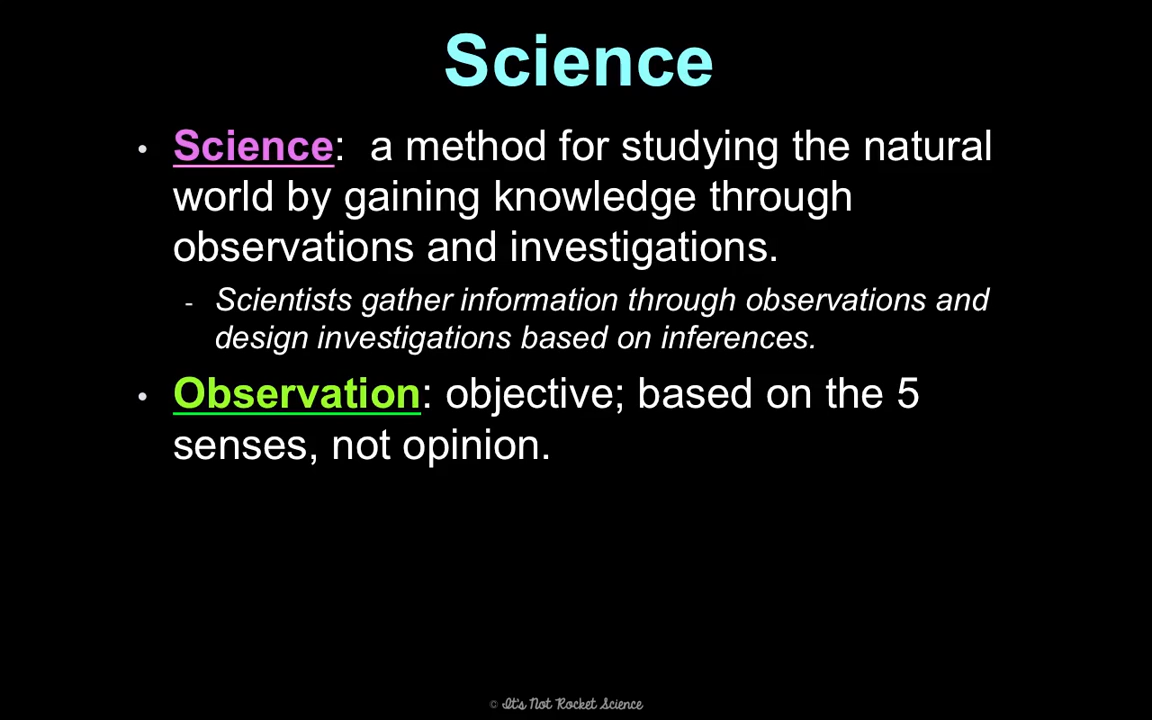 Science
• Science:  a method for studying the natural
world by gaining knowledge through
observations and investigations.
- Scientists gather information through observations and
design investigations based on inferences.
• Observation: objective; based on the 5
senses, not opinion.
© It's Not Rocket Science